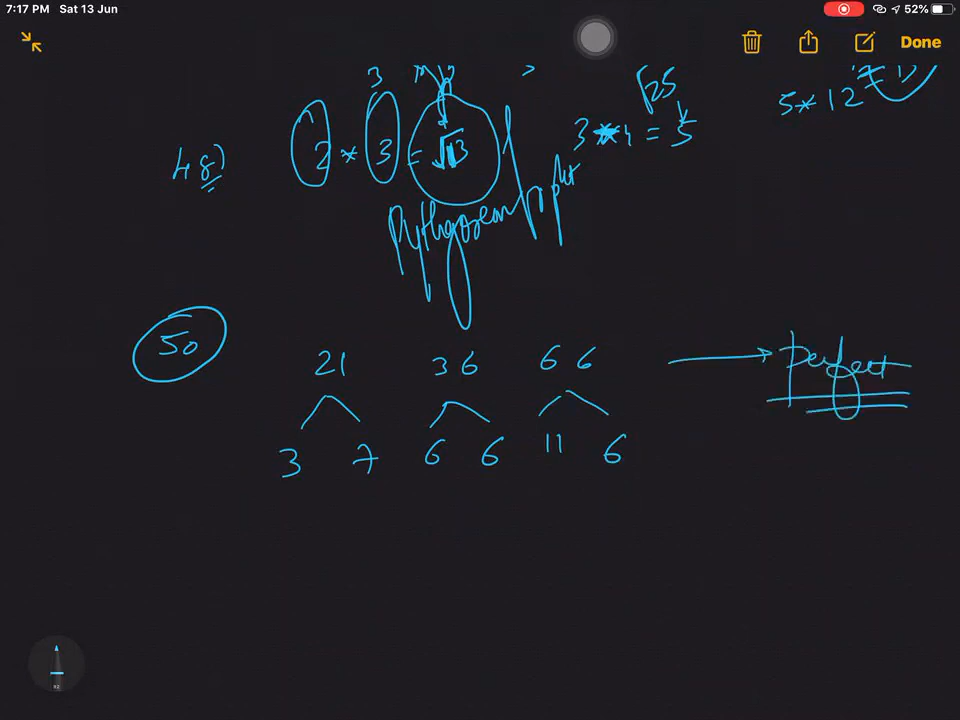 7:17 PM Sat 13 Jun 52%
Done
3
√25
5 * 12
48) 2 * 3 = √13
3 * 4 = 5
50
21 36 66 → perfect
3 7 6 6 11 6